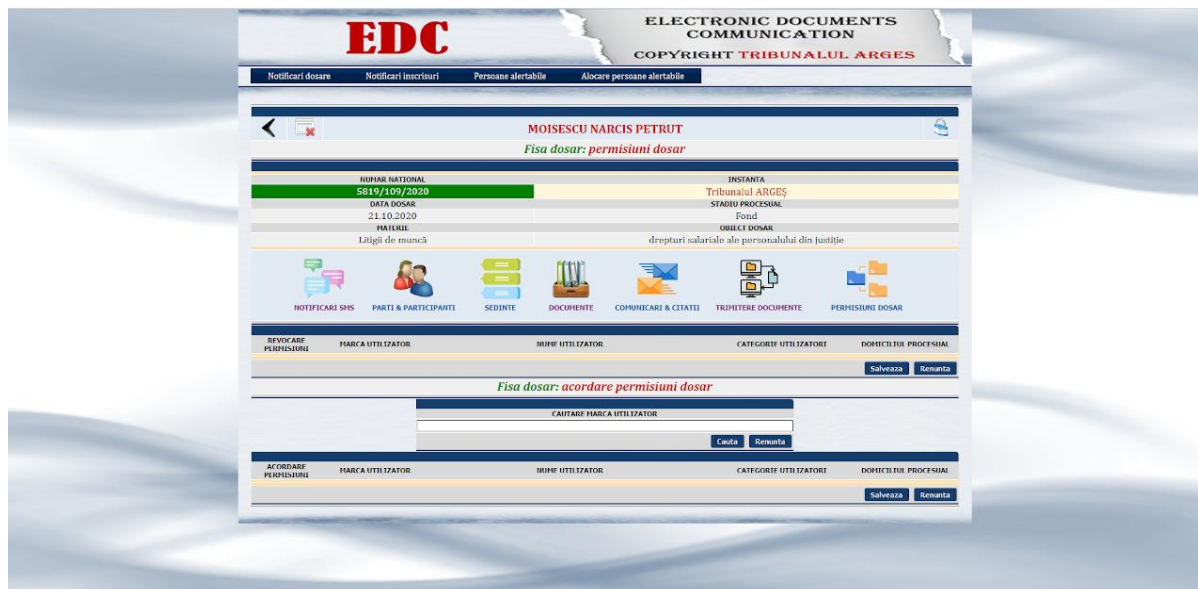 EDC
ELECTRONIC DOCUMENTS
COMMUNICATION
COPYRIGHT TRIBUNALUL ARGES
Notificari dosare Notificari inscrisuri Persoane alertabile Alocare persoane alertabile
MOISESCU NARCIS PETRUT
Fisa dosar: permisiuni dosar
NUMAR NATIONAL INSTANTA
5819/109/2020 Tribunalul ARGEŞ
DATA DOSAR STADIU PROCESUAL
21.10.2020 Fond
MATERIE OBIECT DOSAR
Litigii de muncă drepturi salariale ale personalului din justiţie
NOTIFICARI SMS PARTI & PARTICIPANTI SEDINTE DOCUMENTE COMUNICARI & CITATII TRIMITERE DOCUMENTE PERMISIUNI DOSAR
REVOCARE
PERMISIUNI MARCA UTILIZATOR NUME UTILIZATOR CATEGORIE UTILIZATORI DOMICILIUL PROCESUAL
Salveaza Renunta
Fisa dosar: acordare permisiuni dosar
CAUTARE MARCA UTILIZATOR
Cauta Renunta
ACORDARE
PERMISIUNI MARCA UTILIZATOR NUME UTILIZATOR CATEGORIE UTILIZATORI DOMICILIUL PROCESUAL
Salveaza Renunta